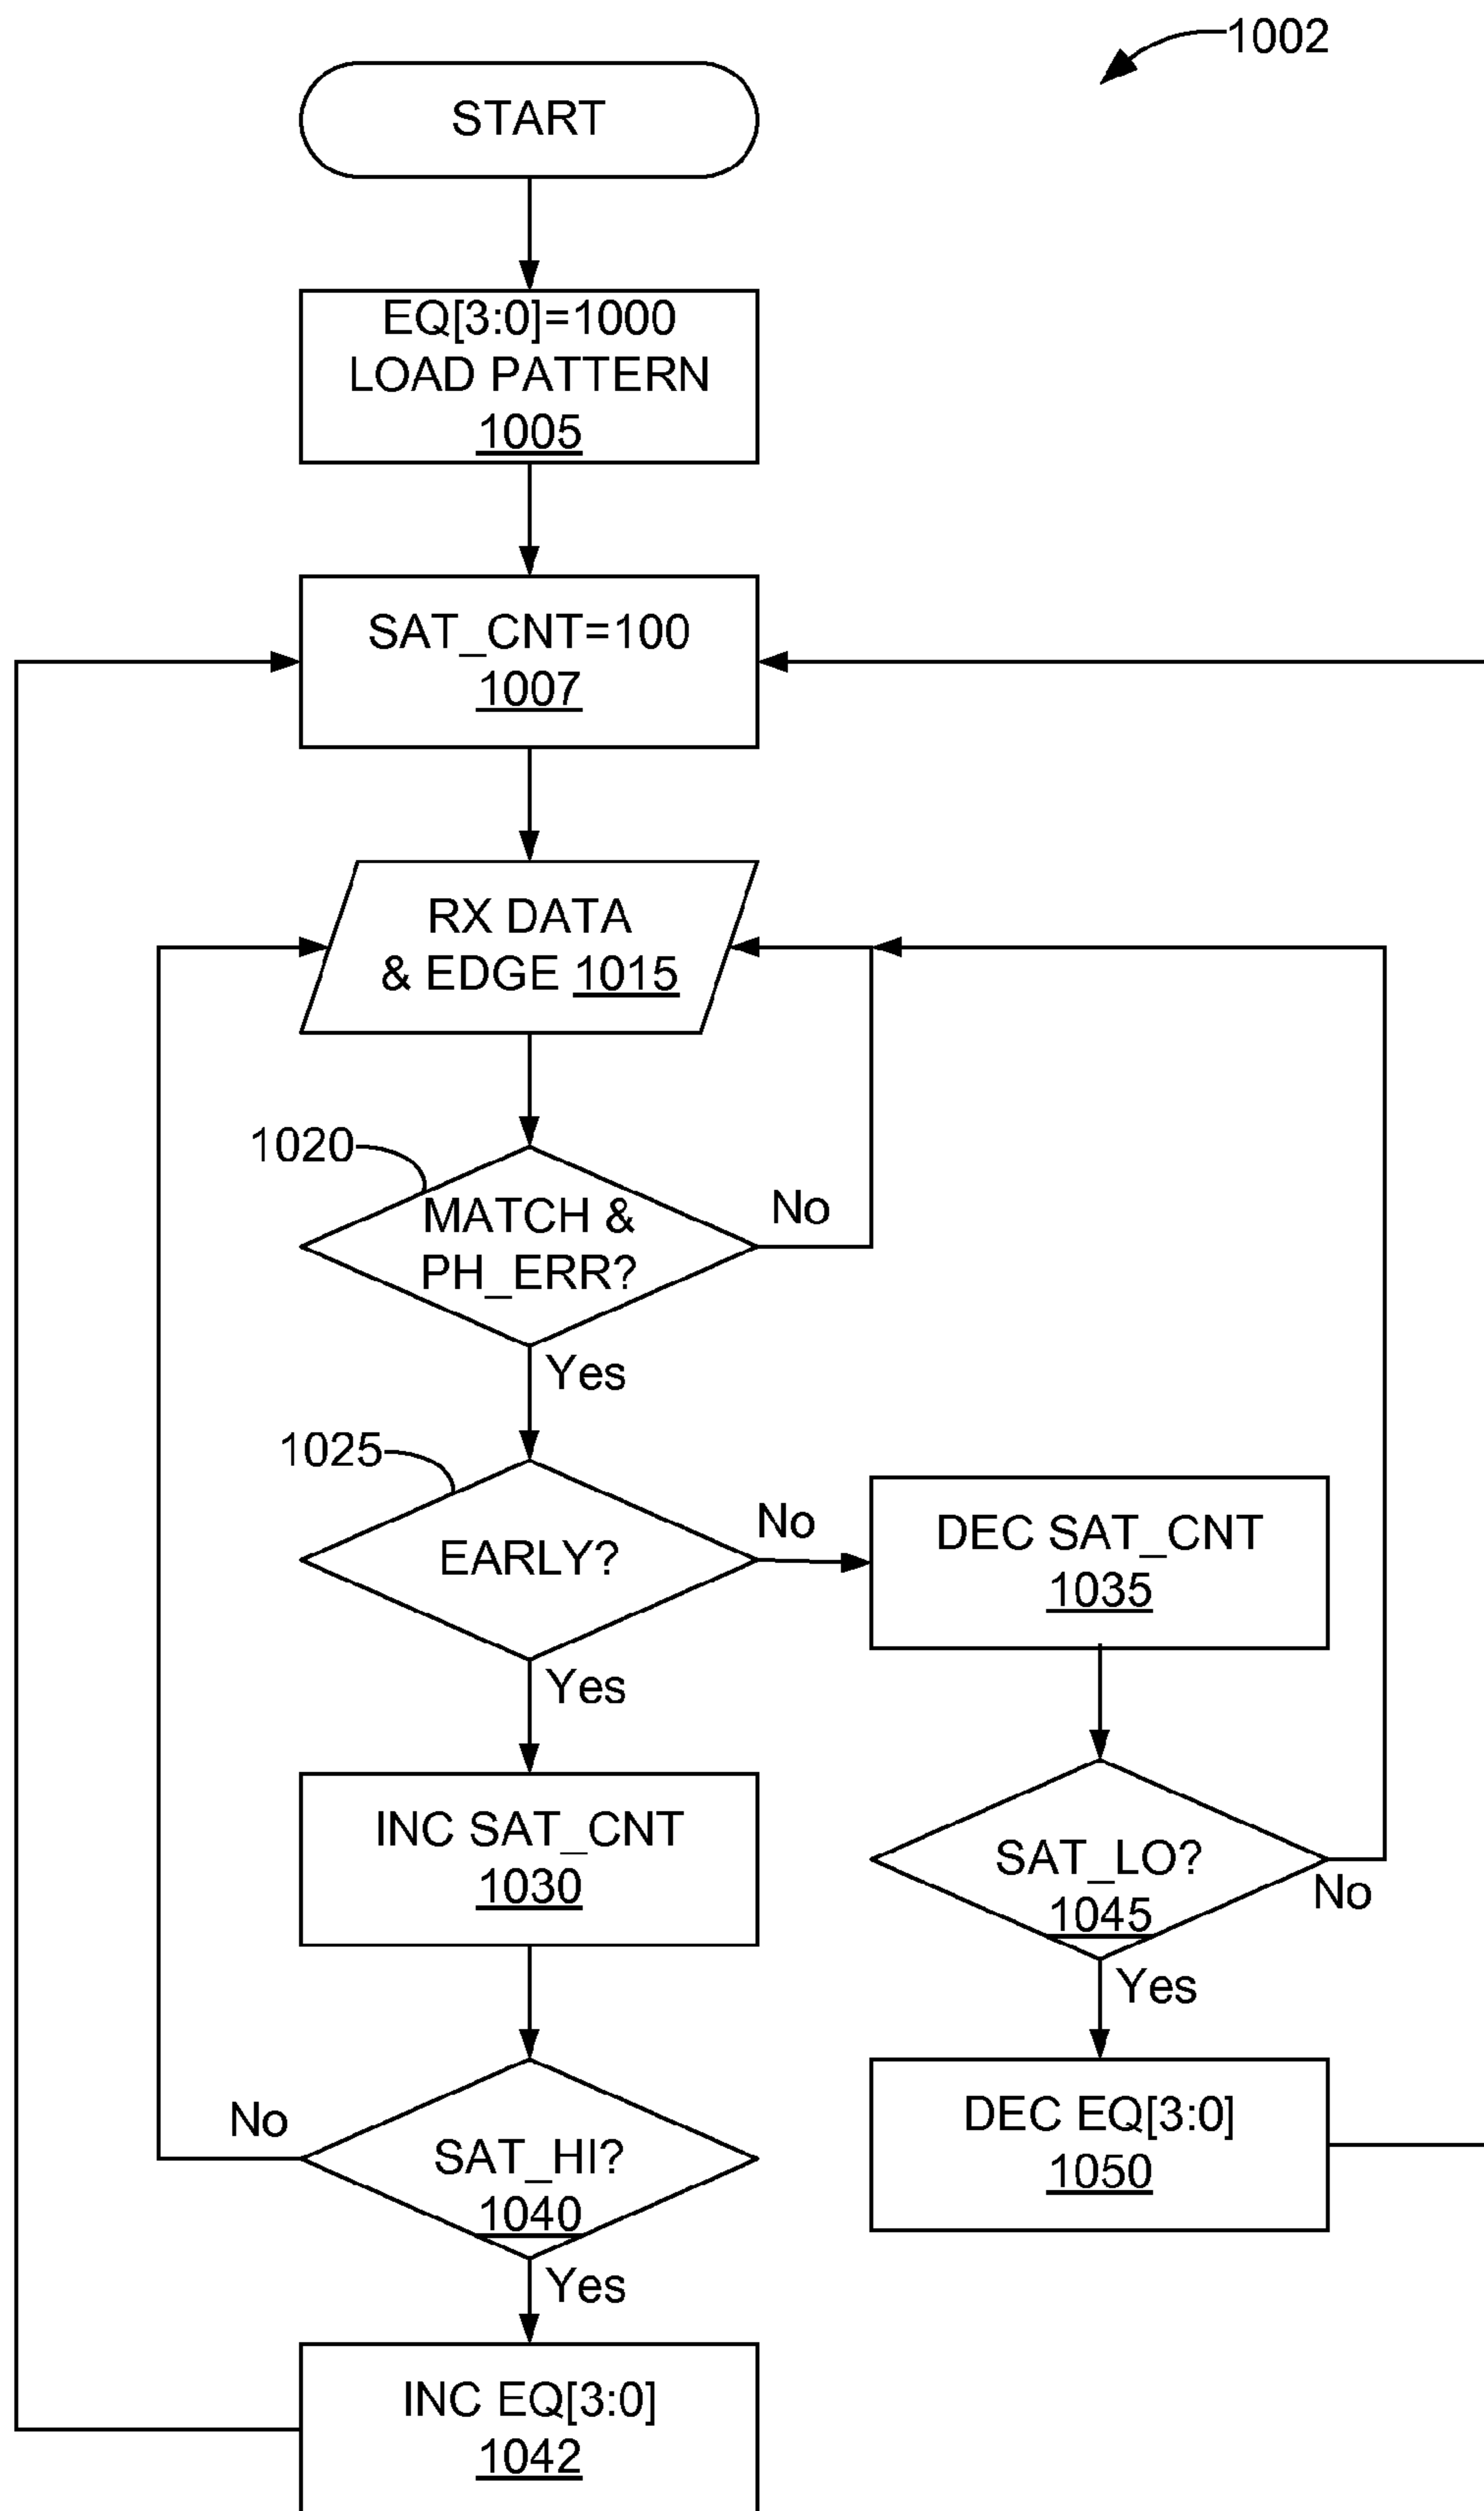 1002
START
EQ[3:0]=1000
LOAD PATTERN
1005
SAT_CNT=100
1007
RX DATA
& EDGE 1015
1020
MATCH &
PH_ERR?
No
Yes
1025
EARLY?
No
DEC SAT_CNT
1035
Yes
INC SAT_CNT
1030
SAT_LO?
1045
No
Yes
SAT_HI?
1040
No
DEC EQ[3:0]
1050
Yes
INC EQ[3:0]
1042